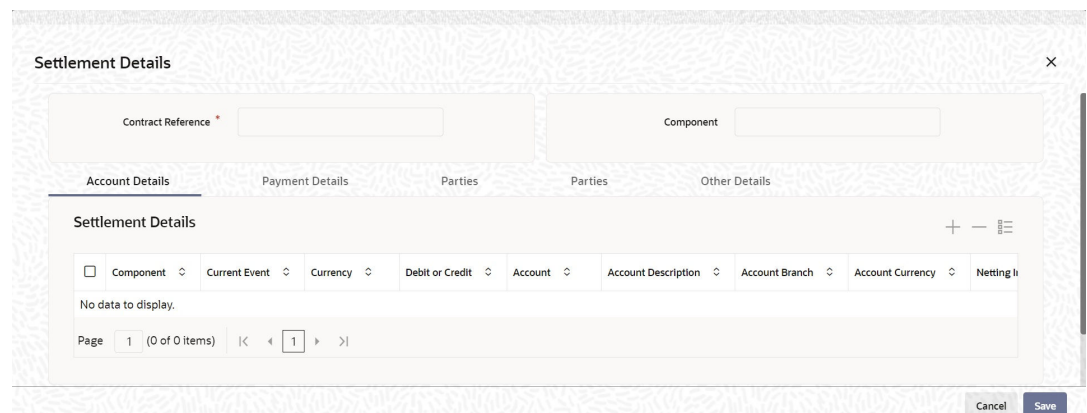 Settlement Details
Contract Reference * Component
Account Details Payment Details Parties Parties Other Details
Settlement Details
Component Current Event Currency Debit or Credit Account Account Description Account Branch Account Currency Netting
No data to display.
Page 1 (0 of 0 items) 1
Cancel Save